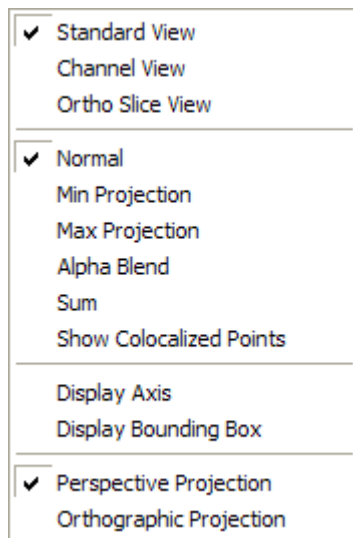 Standard View
Channel View
Ortho Slice View
Normal
Min Projection
Max Projection
Alpha Blend
Sum
Show Colocalized Points
Display Axis
Display Bounding Box
Perspective Projection
Orthographic Projection